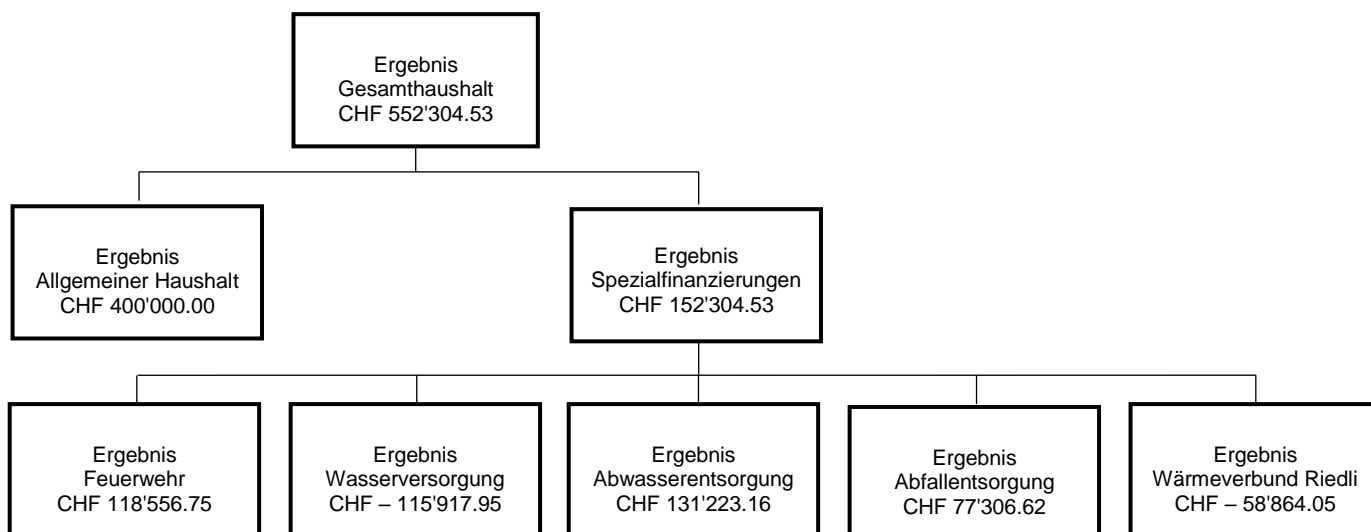 Ergebnis
Gesamthaushalt
CHF 552'304.53
Ergebnis
Allgemeiner Haushalt
CHF 400'000.00
Ergebnis
Spezialfinanzierungen
CHF 152'304.53
Ergebnis
Feuerwehr
CHF 118'556.75
Ergebnis
Wasserversorgung
CHF – 115'917.95
Ergebnis
Abwasserentsorgung
CHF 131'223.16
Ergebnis
Abfallentsorgung
CHF 77'306.62
Ergebnis
Wärmeverbund Riedli
CHF – 58'864.05